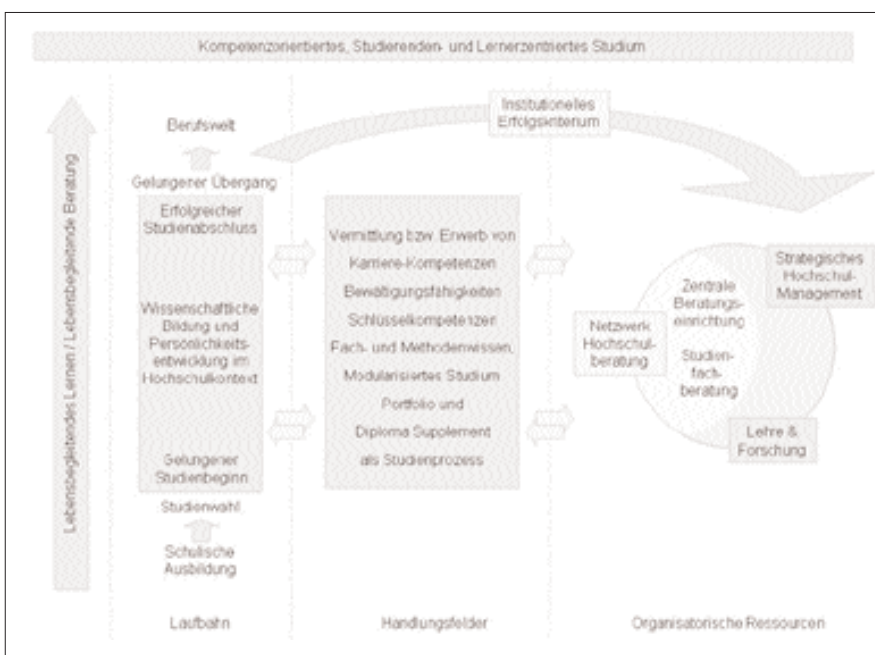 Kompetenzorientiertes, Studierenden- und Lernerzentriertes Studium
Lebensbegleitendes Lernen / Lebensbegleitende Beratung
Berufswelt
Gelungener Übergang
Erfolgreicher
Studienabschluss
Wissenschaftliche
Bildung und
Persönlichkeits
entwicklung im
Hochschulkontext
Gelungener
Studienbeginn
Studienwahl
Schulische
Ausbildung
Laufbahn
Vermittlung bzw. Erwerb von
Karriere-Kompetenzen
Bewältigungsfähigkeiten
Schlüsselkompetenzen
Fach- und Methodenwissen,
Modularisiertes Studium
Portfolio und
Diploma Supplement
als Studienprozess
Handlungsfelder
Institutionelles
Erfolgskriterium
Strategisches
Hochschul-
Management
Zentrale
Beratungs-
einrichtung
Netzwerk
Hochschul-
beratung
Studien-
fach-
beratung
Lehre &
Forschung
Organisatorische Ressourcen